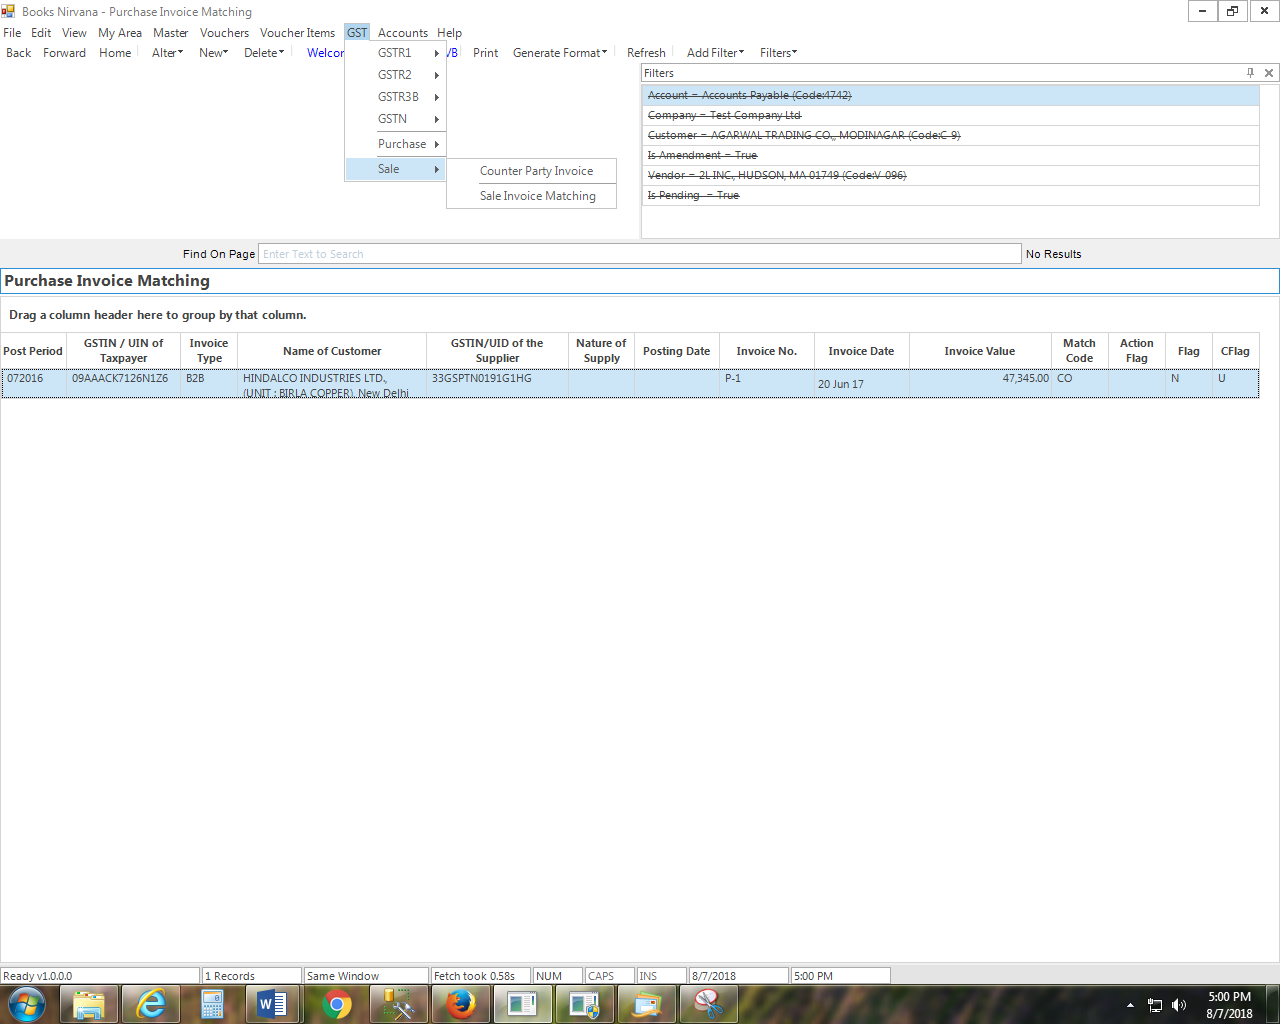 Books Nirvana - Purchase Invoice Matching
File Edit View My Area Master Vouchers Voucher Items GST Accounts Help
Back Forward Home Alter New Delete Welcor VB Print Generate Format Refresh Add Filter Filters
GSTR1
GSTR2
GSTR3B
GSTN
Purchase
Sale
Counter Party Invoice
Sale Invoice Matching
Filters
Account = Accounts Payable (Code:4742)
Company = Test Company Ltd
Customer = AGARWAL TRADING CO,, MODINAGAR (Code:C-9)
Is Amendment = True
Vendor = 2L INC, HUDSON, MA 01749 (Code:V-096)
Is Pending = True
Find On Page Enter Text to Search No Results
Purchase Invoice Matching
Drag a column header here to group by that column.
Post Period GSTIN / UIN of Taxpayer Invoice Type Name of Customer GSTIN/UID of the Supplier Nature of Supply Posting Date Invoice No. Invoice Date Invoice Value Match Code Action Flag Flag CFlag
072016 09AAACK7126N1Z6 B2B HINDALCO INDUSTRIES LTD., (UNIT : BIRLA COPPER), New Delhi 33GSPTN0191G1HG P-1 20 Jun 17 47,345.00 CO N U
Ready v1.0.0.0 1 Records Same Window Fetch took 0.58s NUM CAPS INS 8/7/2018 5:00 PM
5:00 PM
8/7/2018